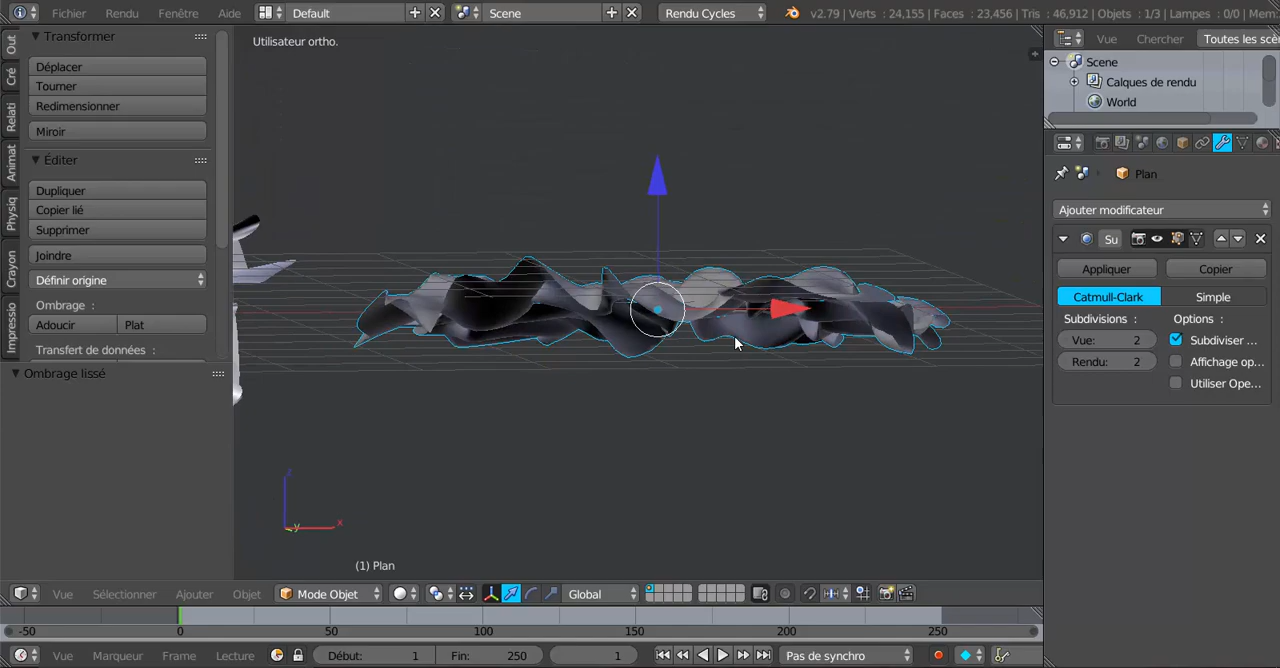 Fichier Rendu Fenêtre Aide Default Scene Rendu Cycles v2.79 | Verts : 24,155 | Faces : 23,456 | Tris : 46,912 | Objets : 1/3 | Lampes : 0/0 | Mem.
Transformer
Déplacer
Tourner
Redimensionner
Miroir
Éditer
Dupliquer
Copier lié
Supprimer
Joindre
Définir origine
Ombrage :
Adoucir Plat
Transfert de données :
Ombrage lissé
Out
Cré
Relati
Animat
Physiq
Crayon
Impressio
Utilisateur ortho.
z
y
x
(1) Plan
Vue Chercher Toutes les scè
Scene
Calques de rendu
World
Plan
Ajouter modificateur
Su
Appliquer Copier
Catmull-Clark Simple
Subdivisions : Options :
Vue: 2 Subdiviser ...
Rendu: 2 Affichage op...
Utiliser Ope...
Vue Sélectionner Ajouter Objet Mode Objet Global
-50 0 50 100 150 200 250
Vue Marqueur Frame Lecture Début: 1 Fin: 250 1 Pas de synchro